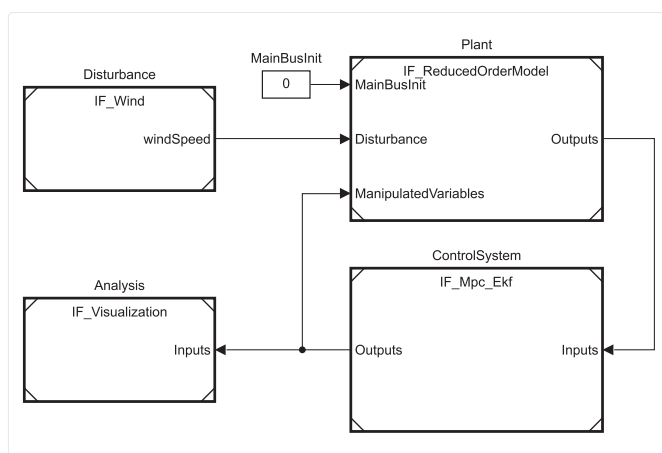 Plant
MainBusInit
IF_ReducedOrderModel
Disturbance
0
MainBusInit
IF_Wind
windSpeed
Disturbance
Outputs
ManipulatedVariables
ControlSystem
Analysis
IF_Mpc_Ekf
IF_Visualization
Inputs
Outputs
Inputs